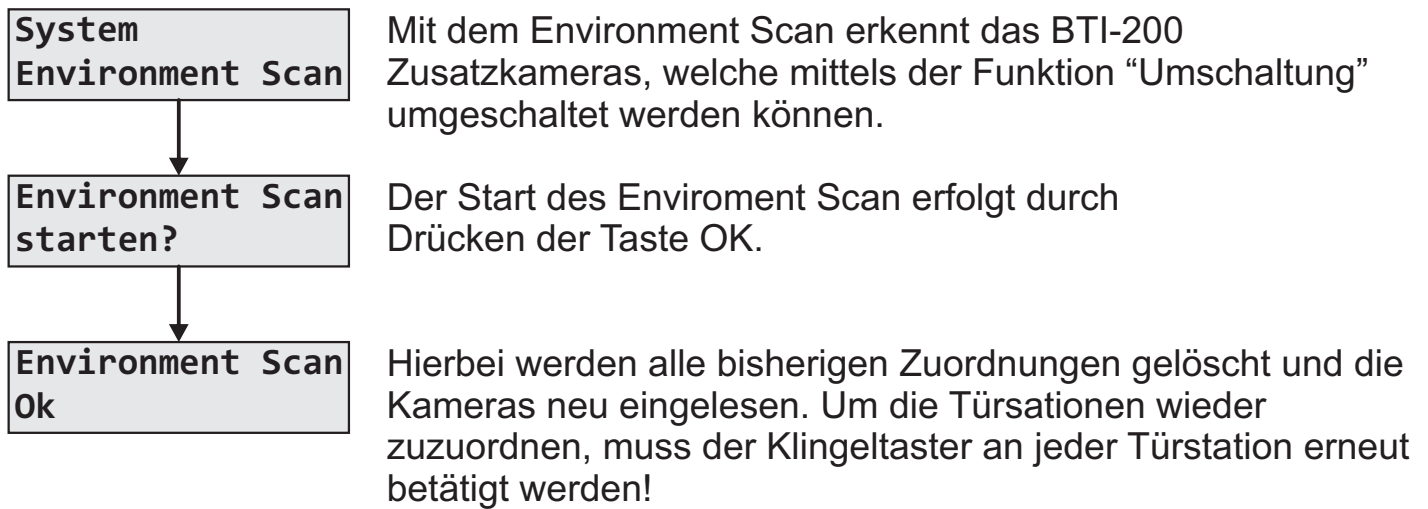 System
Environment Scan
Mit dem Environment Scan erkennt das BTI-200
Zusatzkameras, welche mittels der Funktion “Umschaltung”
umgeschaltet werden können.
Environment Scan
starten?
Der Start des Enviroment Scan erfolgt durch
Drücken der Taste OK.
Environment Scan
Ok
Hierbei werden alle bisherigen Zuordnungen gelöscht und die
Kameras neu eingelesen. Um die Türsationen wieder
zuzuordnen, muss der Klingeltaster an jeder Türstation erneut
betätigt werden!